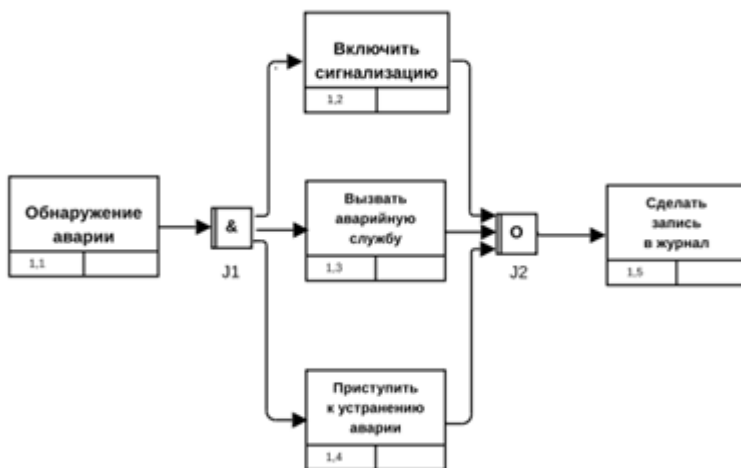 Включить
сигнализацию
1,2
Обнаружение
аварии
1,1
&
J1
Вызвать
аварийную
службу
1,3
O
J2
Сделать
запись
в журнал
1,5
Приступить
к устранению
аварии
1,4